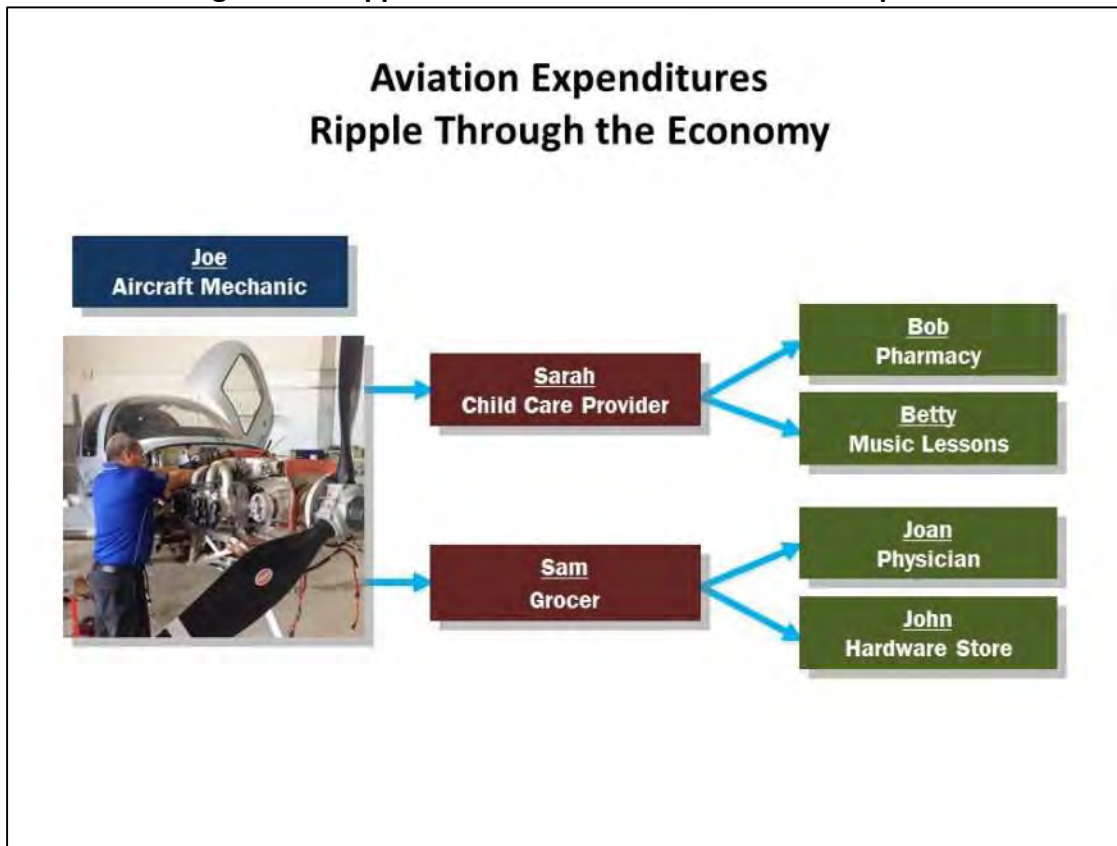 Aviation Expenditures
Ripple Through the Economy
Joe
Aircraft Mechanic
Sarah
Child Care Provider
Bob
Pharmacy
Betty
Music Lessons
Sam
Grocer
Joan
Physician
John
Hardware Store